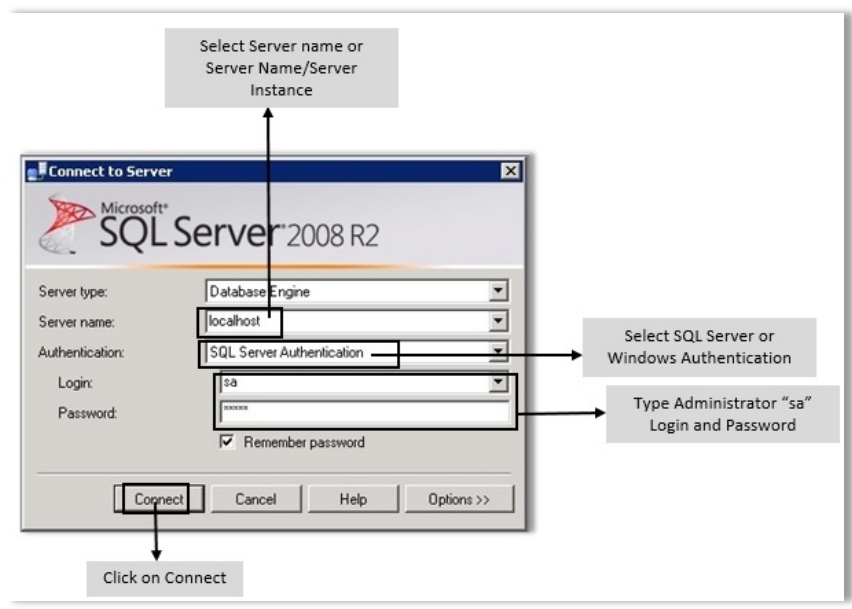 Select Server name or
Server Name/Server
Instance
Connect to Server
Microsoft®
SQL Server® 2008 R2
Server type:
Database Engine
Server name:
localhost
Authentication:
SQL Server Authentication
Select SQL Server or
Windows Authentication
Login:
sa
Password:
*****
Type Administrator “sa”
Login and Password
Remember password
Connect
Cancel
Help
Options >>
Click on Connect